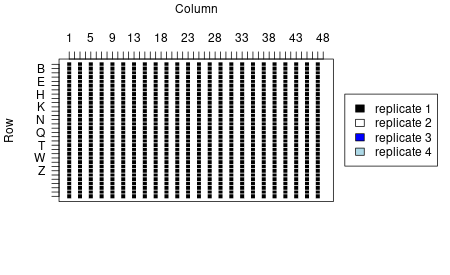 Column
1 5 9 13 18 23 28 33 38 43 48
Row
B
E
H
K
N
Q
T
W
Z
replicate 1
replicate 2
replicate 3
replicate 4